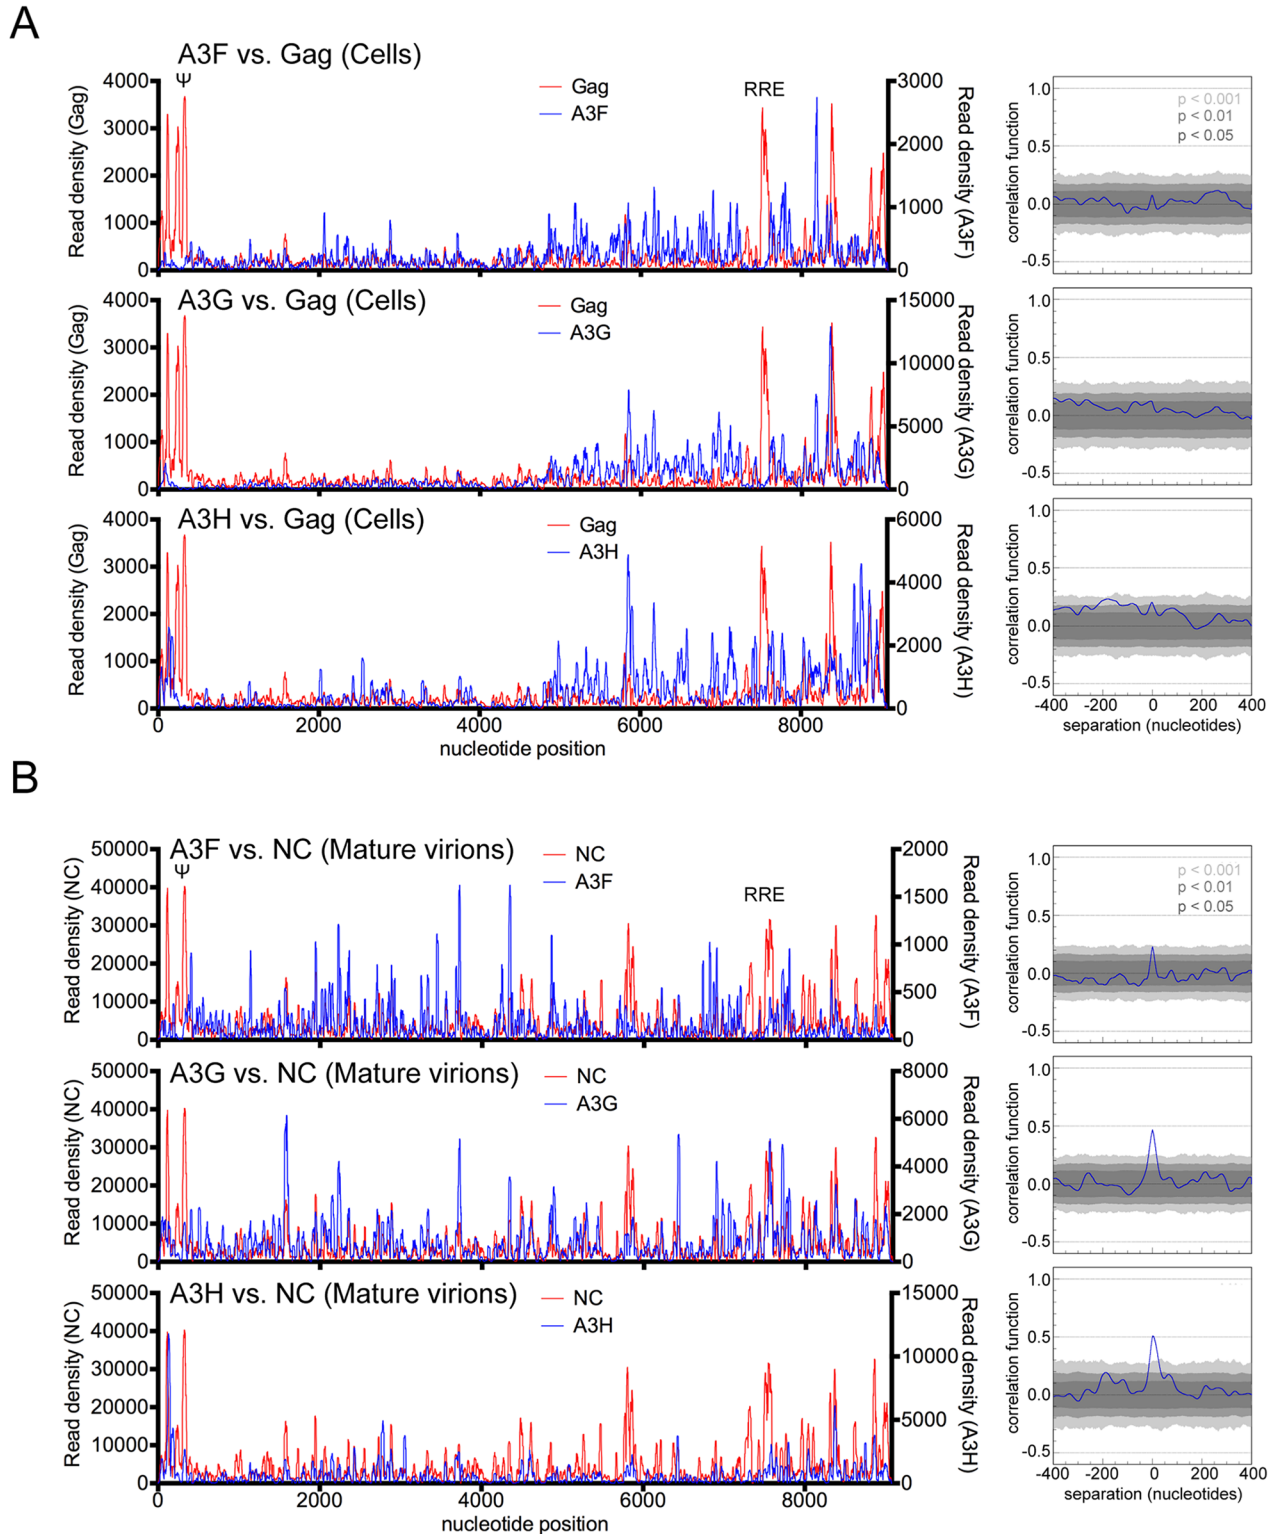 A
A3F vs. Gag (Cells)
Ψ
RRE
Gag
A3F
4000
3000
2000
1000
0
Read density (Gag)
3000
2000
1000
0
Read density (A3F)
1.0
0.5
0.0
-0.5
correlation function
p < 0.001
p < 0.01
p < 0.05
A3G vs. Gag (Cells)
Gag
A3G
4000
3000
2000
1000
0
Read density (Gag)
15000
10000
5000
0
Read density (A3G)
1.0
0.5
0.0
-0.5
correlation function
A3H vs. Gag (Cells)
Gag
A3H
4000
3000
2000
1000
0
Read density (Gag)
6000
4000
2000
0
Read density (A3H)
0 2000 4000 6000 8000
nucleotide position
1.0
0.5
0.0
-0.5
correlation function
-400 -200 0 200 400
separation (nucleotides)
B
A3F vs. NC (Mature virions)
Ψ
RRE
NC
A3F
50000
40000
30000
20000
10000
0
Read density (NC)
2000
1500
1000
500
0
Read density (A3F)
1.0
0.5
0.0
-0.5
correlation function
p < 0.001
p < 0.01
p < 0.05
A3G vs. NC (Mature virions)
NC
A3G
50000
40000
30000
20000
10000
0
Read density (NC)
8000
6000
4000
2000
0
Read density (A3G)
1.0
0.5
0.0
-0.5
correlation function
A3H vs. NC (Mature virions)
NC
A3H
50000
40000
30000
20000
10000
0
Read density (NC)
15000
10000
5000
0
Read density (A3H)
0 2000 4000 6000 8000
nucleotide position
1.0
0.5
0.0
-0.5
correlation function
-400 -200 0 200 400
separation (nucleotides)